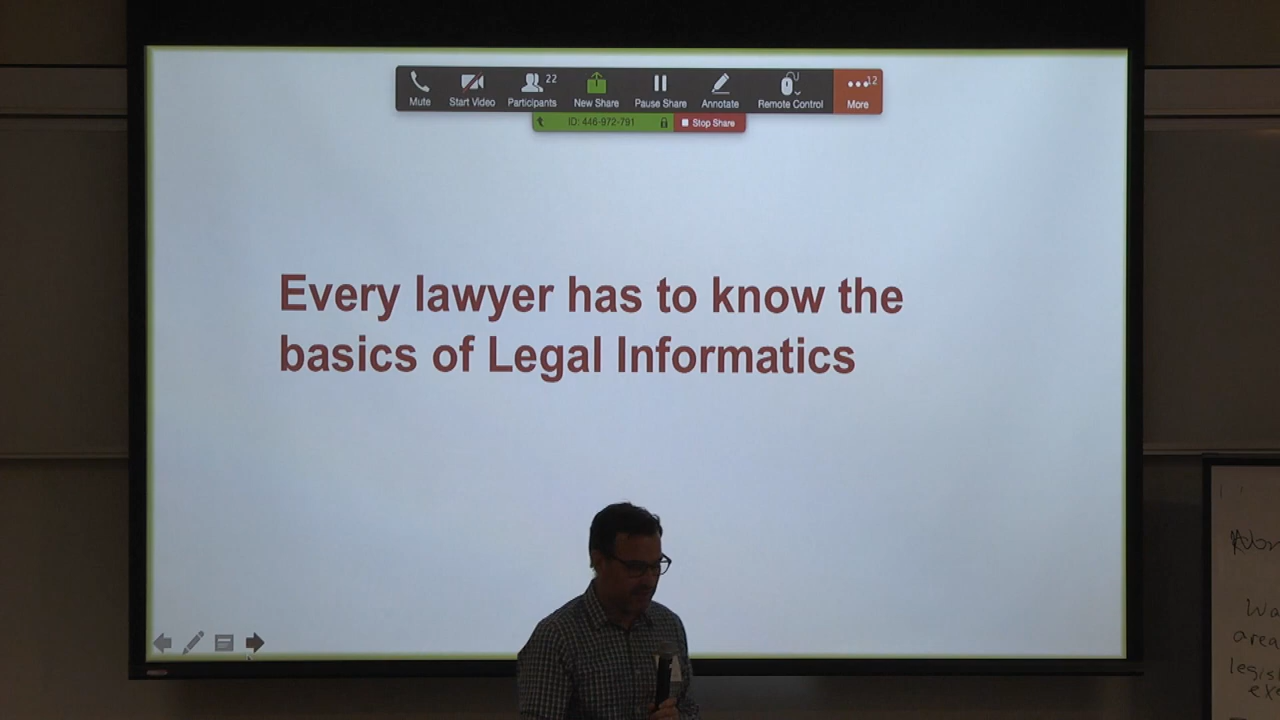 Mute
Start Video
Participants
22
New Share
Pause Share
Annotate
Remote Control
12
More
ID: 446-972-791
Stop Share
Every lawyer has to know the
basics of Legal Informatics
area